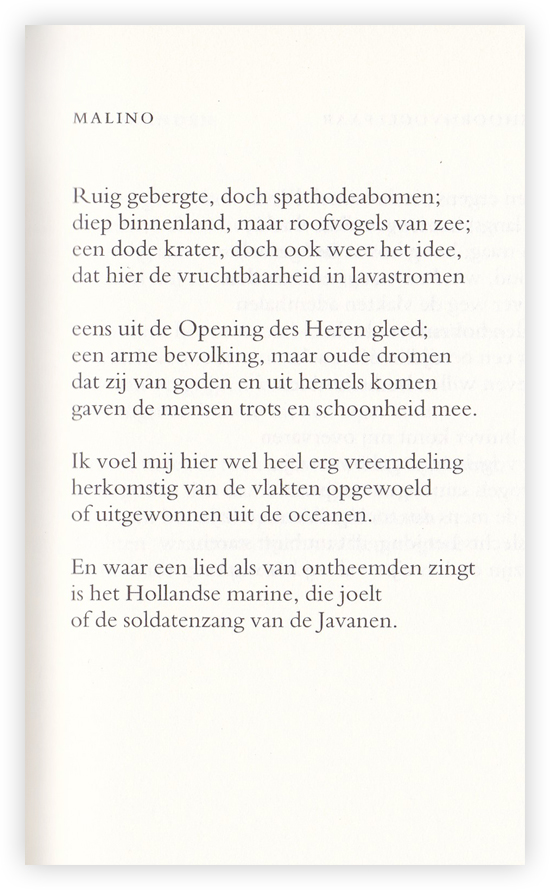 MALINO
Ruig gebergte, doch spathodeabomen;
diep binnenland, maar roofvogels van zee;
een dode krater, doch ook weer het idee,
dat hier de vruchtbaarheid in lavastromen
eens uit de Opening des Heren gleed;
een arme bevolking, maar oude dromen
dat zij van goden en uit hemels komen
gaven de mensen trots en schoonheid mee.
Ik voel mij hier wel heel erg vreemdeling
herkomstig van de vlakten opgewoeld
of uitgewonnen uit de oceanen.
En waar een lied als van ontheemden zingt
is het Hollandse marine, die joelt
of de soldatenzang van de Javanen.